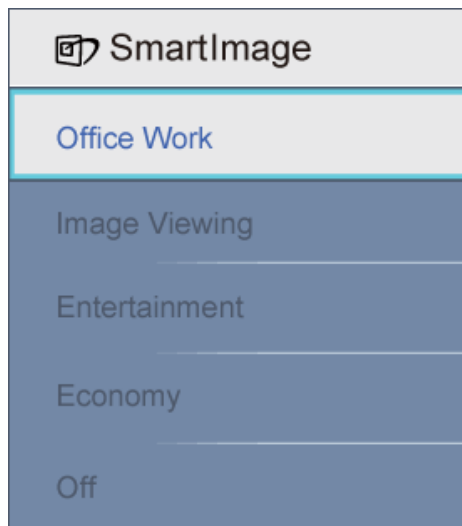 SmartImage
Office Work
Image Viewing
Entertainment
Economy
Off